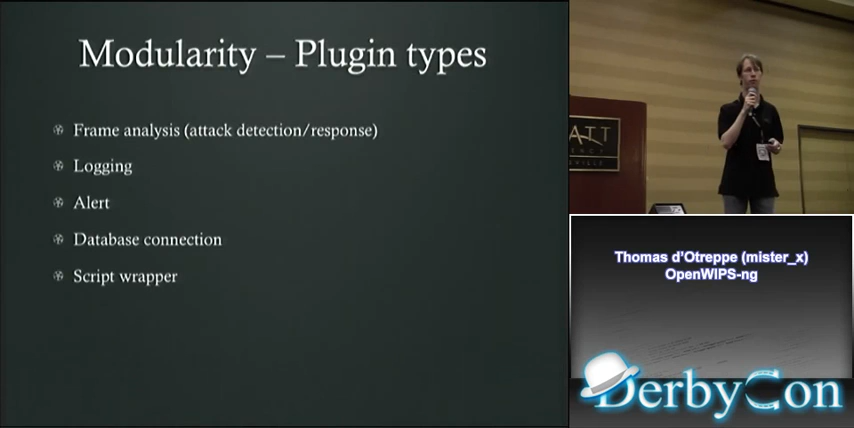 Modularity – Plugin types
Frame analysis (attack detection/response)
Logging
Alert
Database connection
Script wrapper
ATT
Thomas d'Otreppe (mister_x)
OpenWIPS-ng
DerbyCon